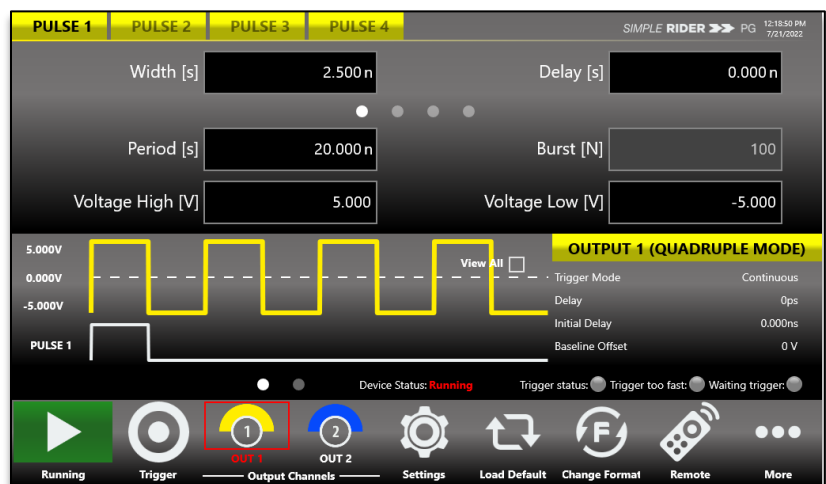 PULSE 1 PULSE 2 PULSE 3 PULSE 4 SIMPLE RIDER PG 12:18:50 PM
7/21/2022
Width [s] 2.500 n Delay [s] 0.000 n
Period [s] 20.000 n Burst [N] 100
Voltage High [V] 5.000 Voltage Low [V] -5.000
5.000V
0.000V
-5.000V
PULSE 1
View All
OUTPUT 1 (QUADRUPLE MODE)
Trigger Mode Continuous
Delay 0ps
Initial Delay 0.000ns
Baseline Offset 0 V
Device Status: Running Trigger status: Trigger too fast: Waiting trigger:
1 2 F
OUT 1 OUT 2
Running Trigger Output Channels Settings Load Default Change Format Remote More